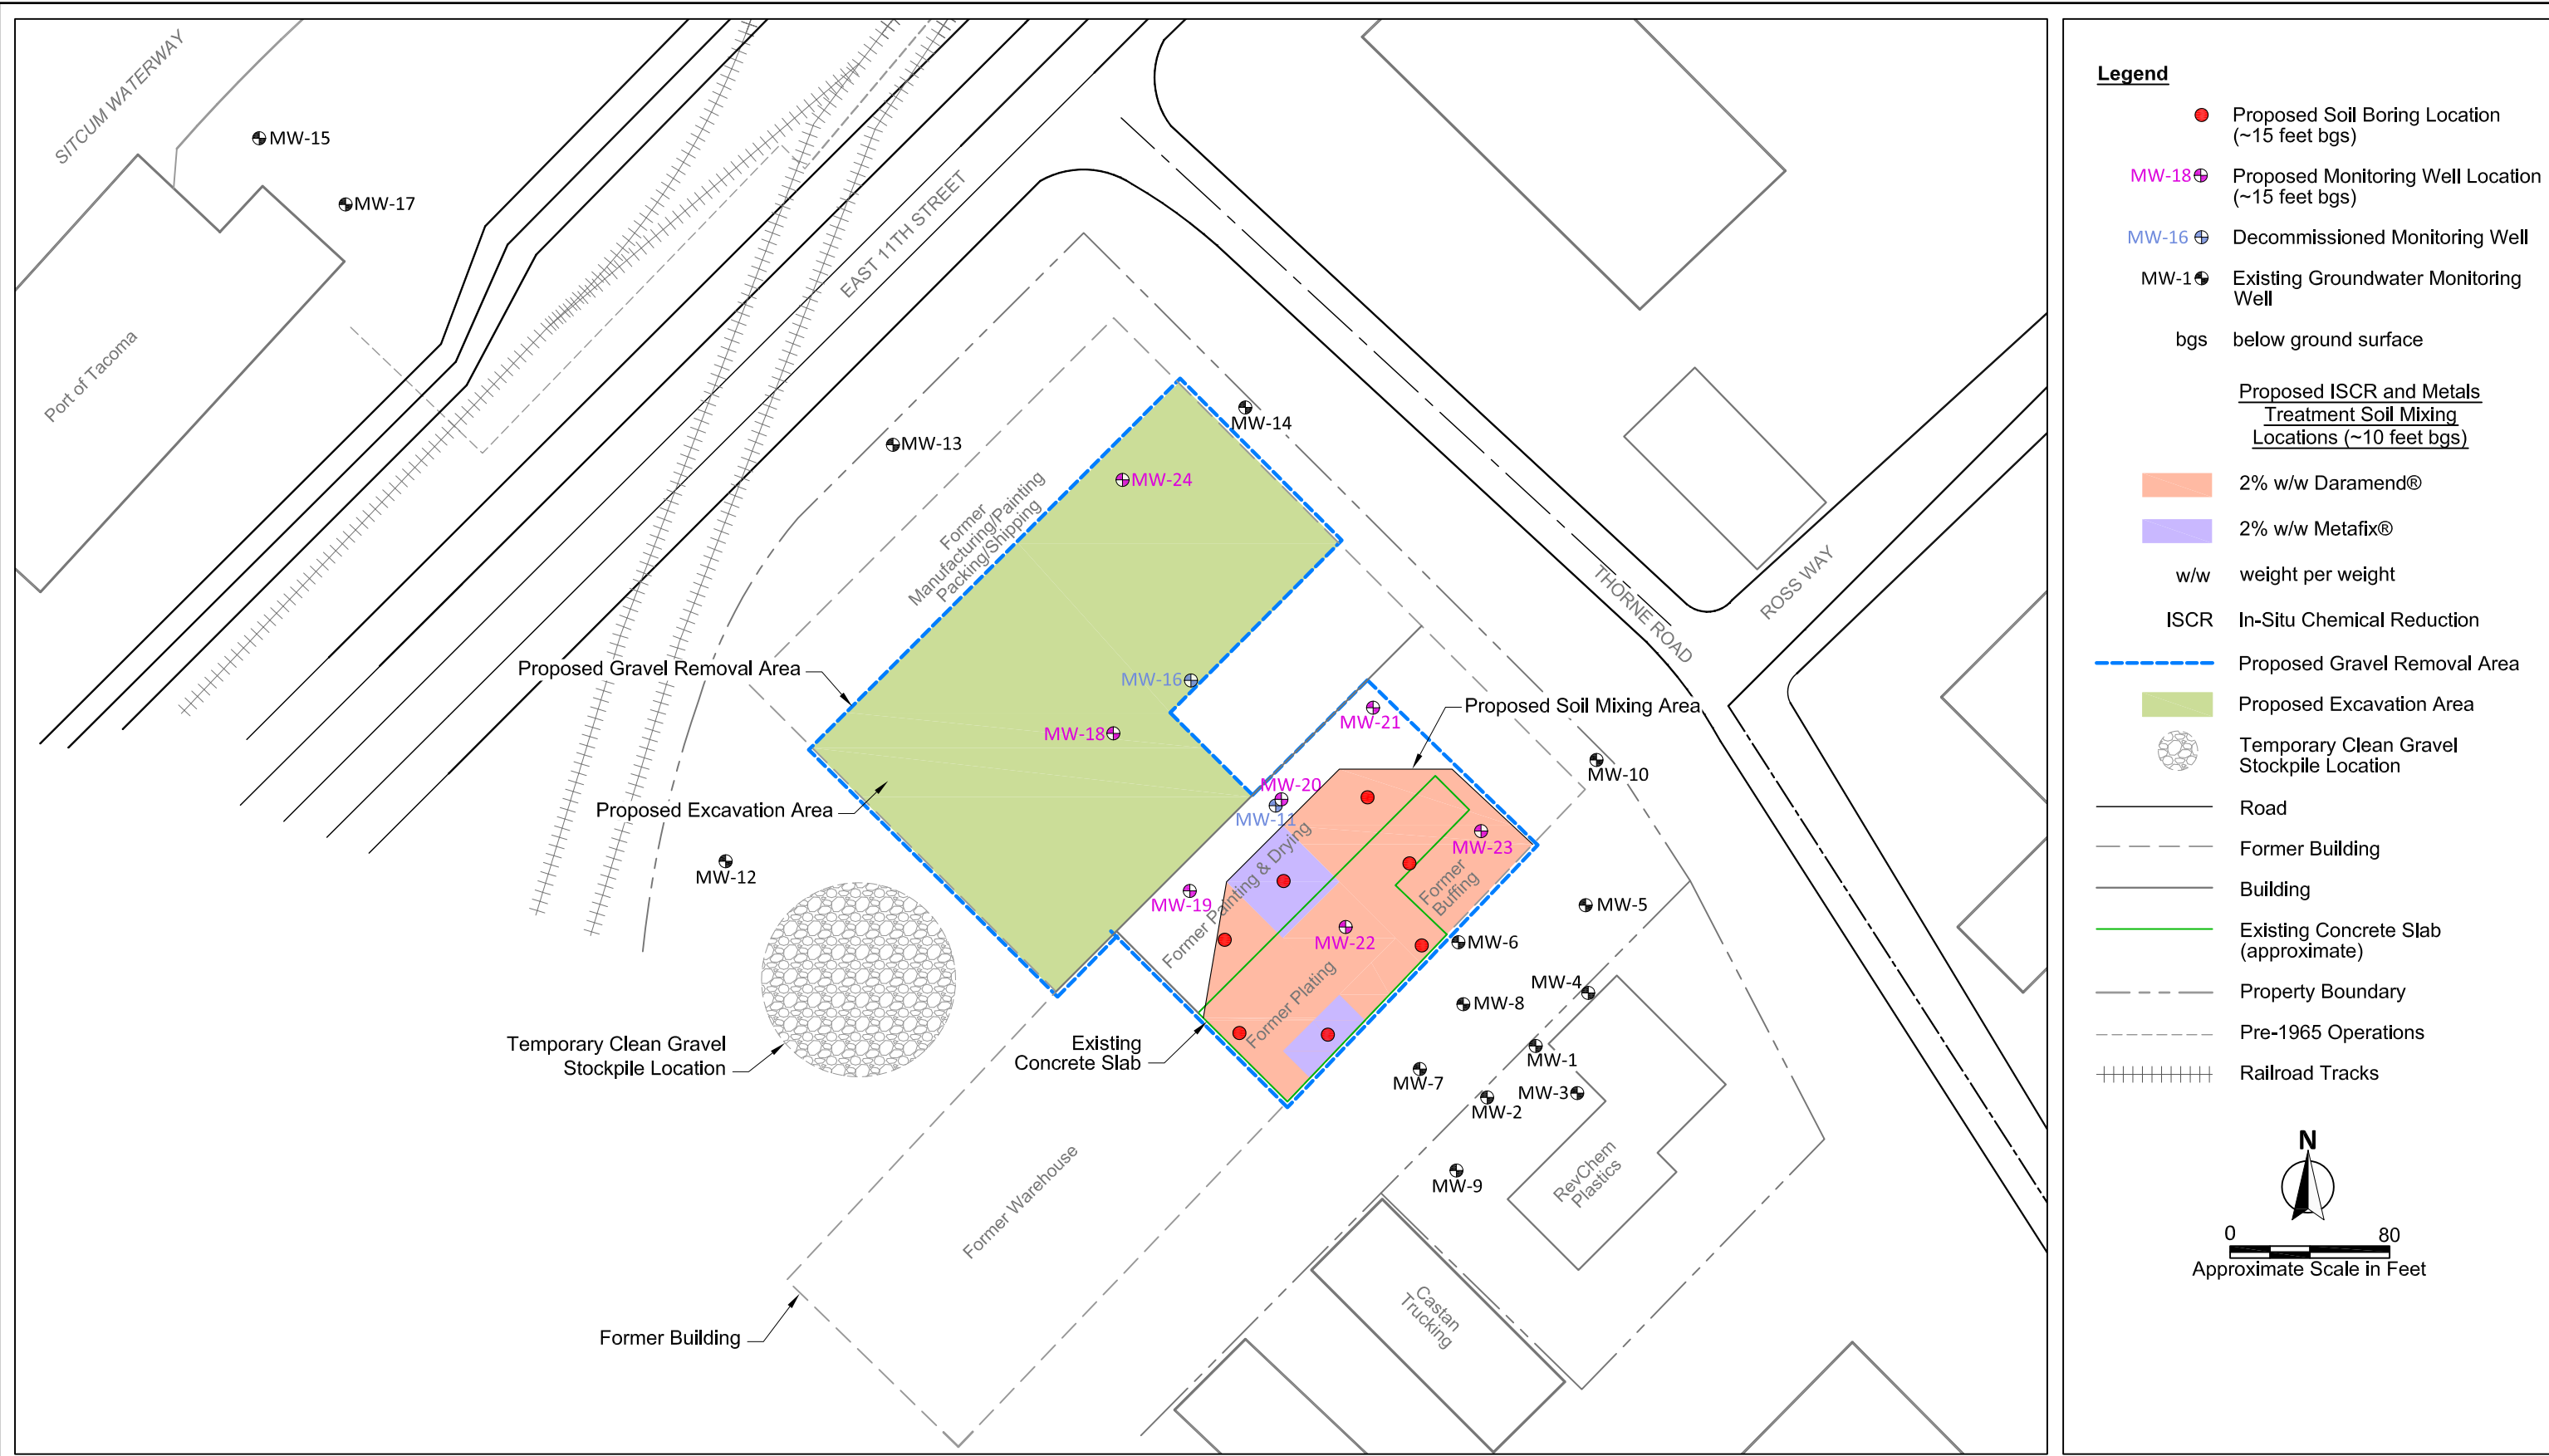 SITCUM WATERWAY
MW-15
MW-17
Port of Tacoma
EAST 11TH STREET
MW-13
MW-14
MW-24
Former
Manufacturing/Painting
Packing/Shipping
THORNE ROAD
ROSS WAY
Proposed Gravel Removal Area
MW-16
MW-18
MW-21
Proposed Soil Mixing Area
MW-10
Proposed Excavation Area
MW-20
MW-11
MW-23
MW-12
MW-19
Former Painting & Drying
Former
Buffing
MW-5
MW-22
MW-6
MW-4
MW-8
Former Plating
Temporary Clean Gravel
Stockpile Location
Existing
Concrete Slab
MW-1
MW-7
MW-3
MW-2
MW-9
RevChem
Plastics
Former Warehouse
Castan
Trucking
Former Building
Legend
Proposed Soil Boring Location
(~15 feet bgs)
MW-18 Proposed Monitoring Well Location
(~15 feet bgs)
MW-16 Decommissioned Monitoring Well
MW-1 Existing Groundwater Monitoring
Well
bgs below ground surface
Proposed ISCR and Metals
Treatment Soil Mixing
Locations (~10 feet bgs)
2% w/w Daramend®
2% w/w Metafix®
w/w weight per weight
ISCR In-Situ Chemical Reduction
Proposed Gravel Removal Area
Proposed Excavation Area
Temporary Clean Gravel
Stockpile Location
Road
Former Building
Building
Existing Concrete Slab
(approximate)
Property Boundary
Pre-1965 Operations
Railroad Tracks
N
0 80
Approximate Scale in Feet